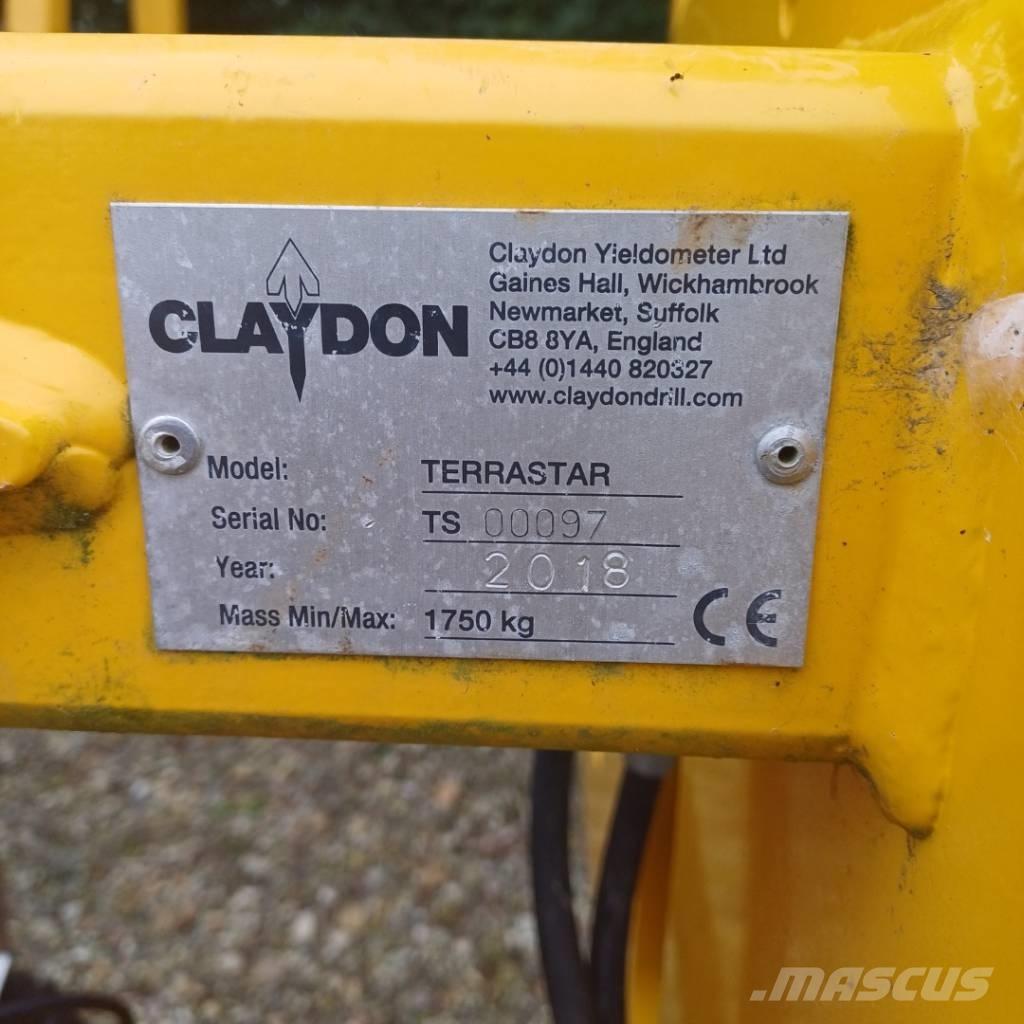 CLAYDON
Claydon Yieldometer Ltd
Gaines Hall, Wickhambrook
Newmarket, Suffolk
CB8 8YA, England
+44 (0)1440 820327
www.claydondrill.com
Model: TERRASTAR
Serial No: TS 00097
Year: 2018
Mass Min/Max: 1750 kg
CE
MASCUS